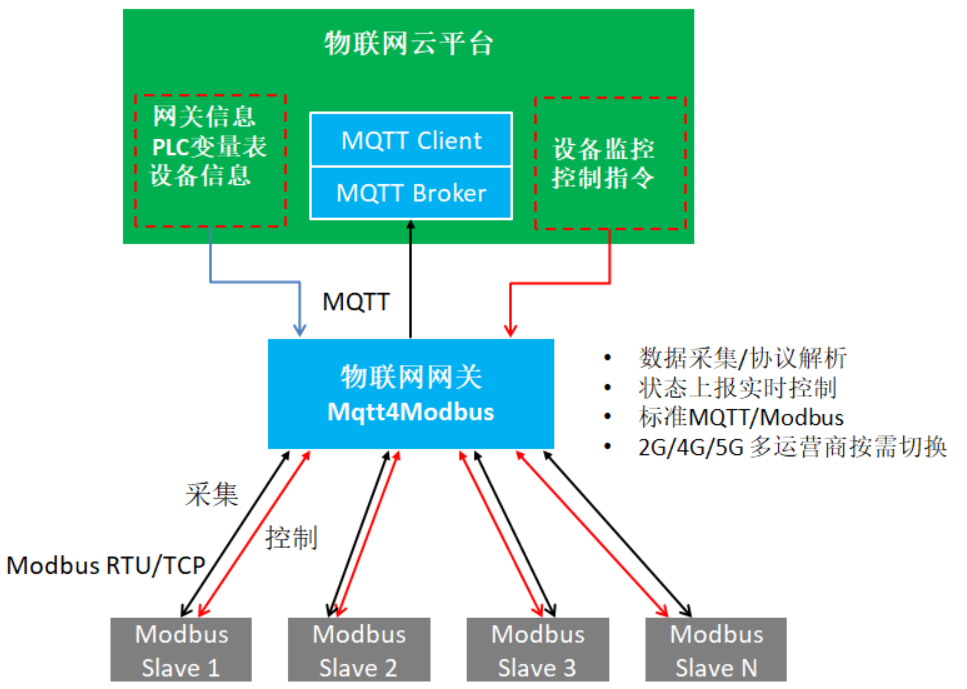 物联网云平台
网关信息
PLC变量表
设备信息
MQTT Client
MQTT Broker
设备监控
控制指令
MQTT
物联网网关
Mqtt4Modbus
• 数据采集/协议解析
• 状态上报实时控制
• 标准MQTT/Modbus
• 2G/4G/5G 多运营商按需切换
采集
控制
Modbus RTU/TCP
Modbus
Slave 1
Modbus
Slave 2
Modbus
Slave 3
Modbus
Slave N